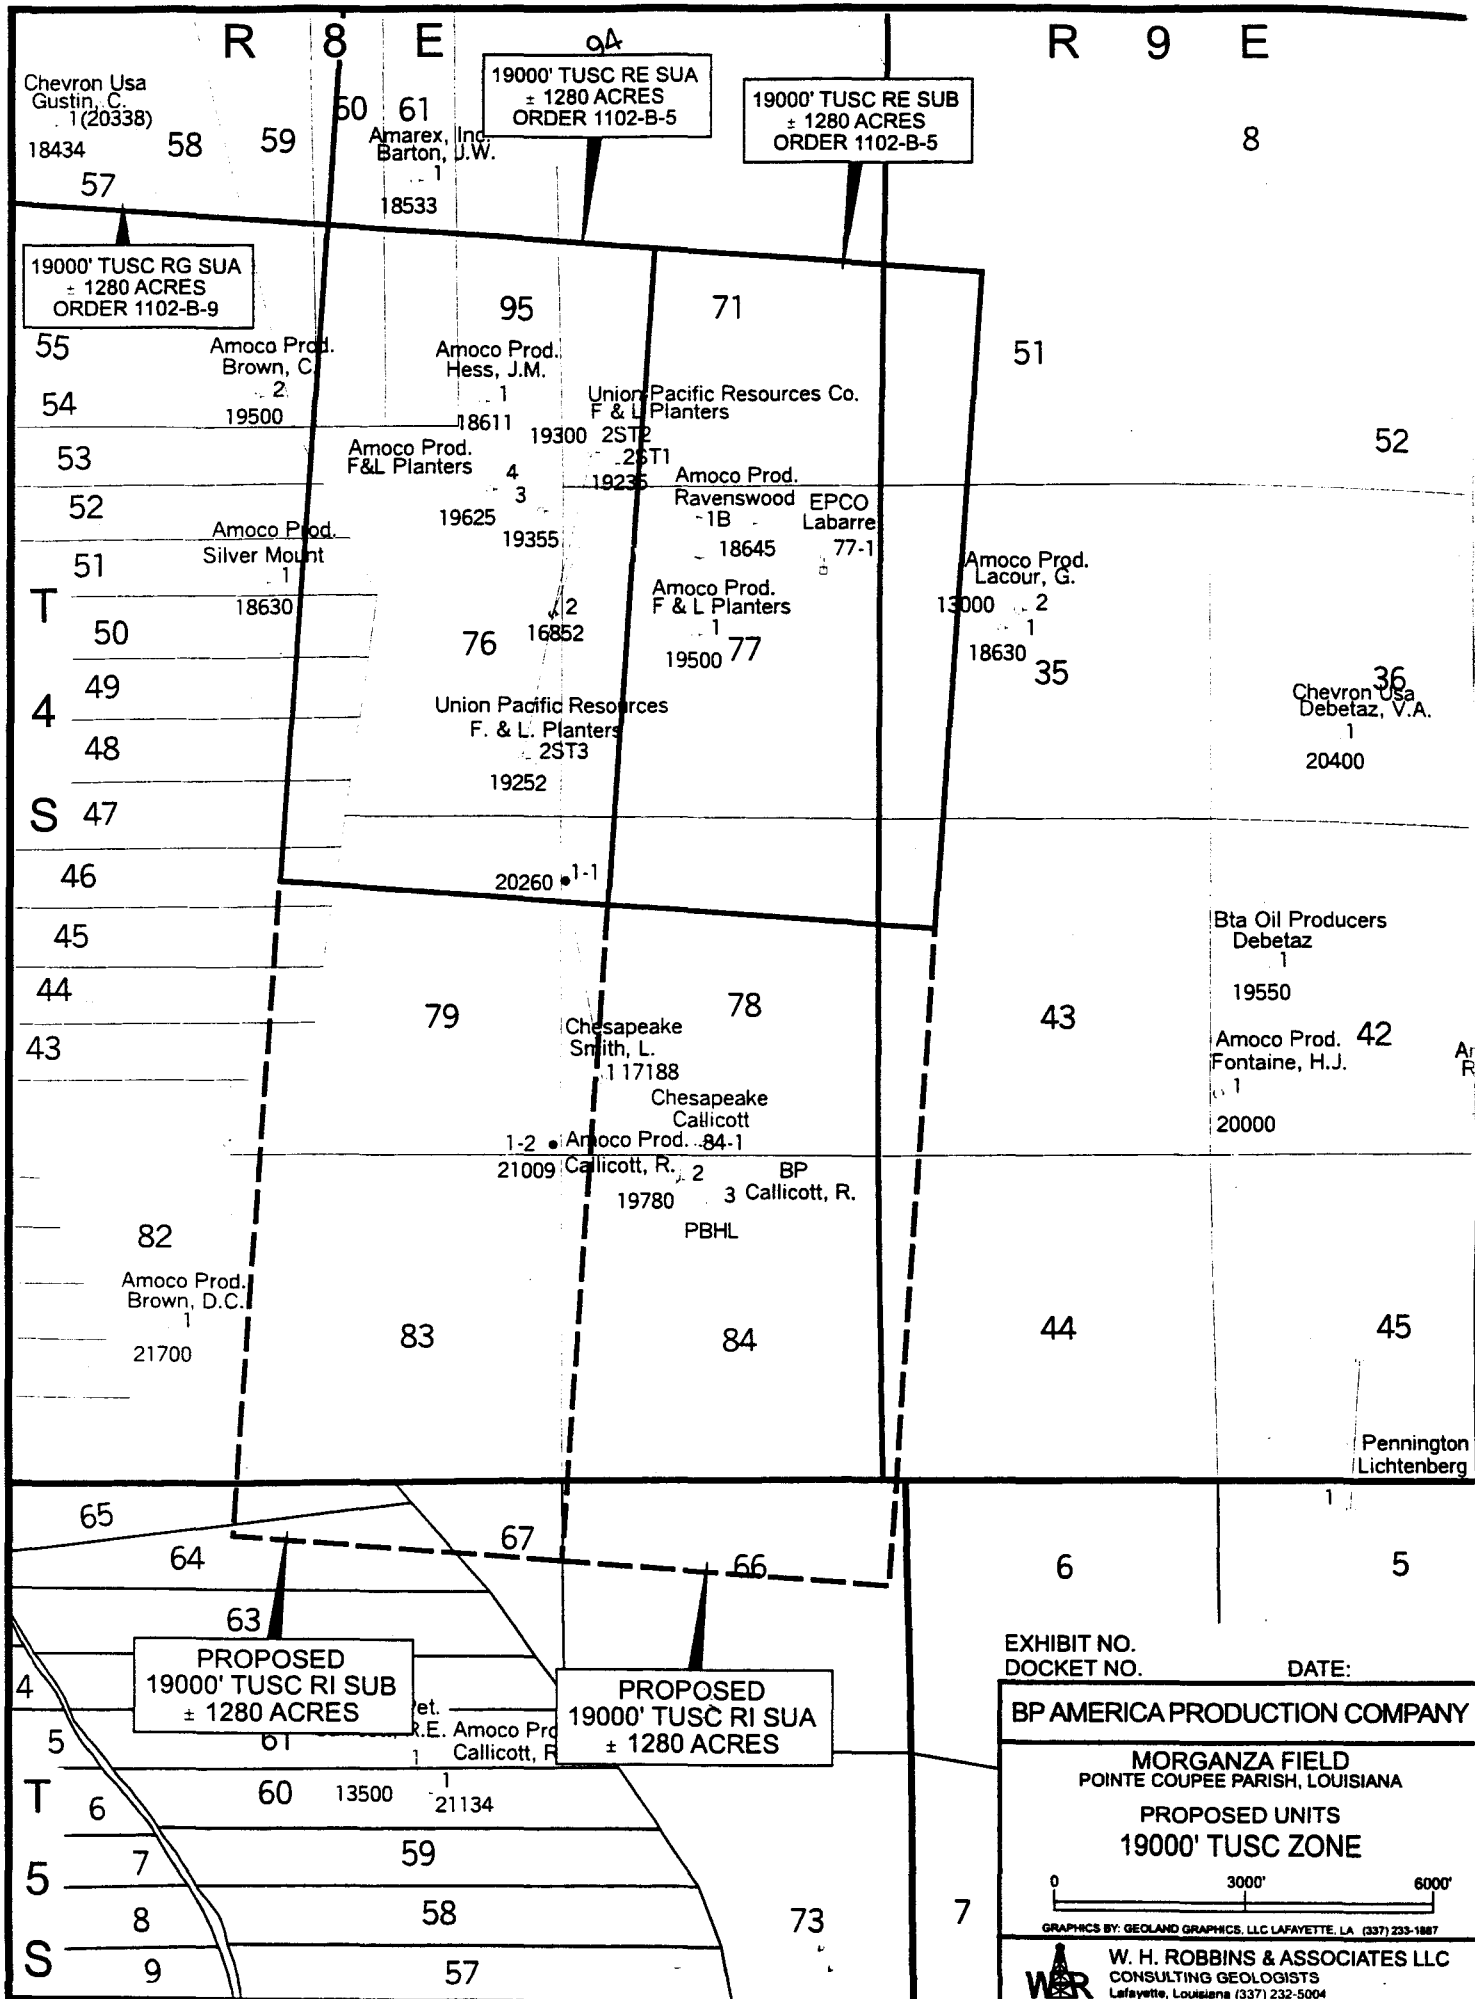 R 8 E
94
R 9 E
Chevron Usa
Gustin, C.
1(20338)
18434
58
59
60
61
57
Amarex, Inc.
Barton, J.W.
1
18533
19000' TUSC RE SUA
± 1280 ACRES
ORDER 1102-B-5
19000' TUSC RE SUB
± 1280 ACRES
ORDER 1102-B-5
8
19000' TUSC RG SUA
± 1280 ACRES
ORDER 1102-B-9
95
71
51
55
54
53
52
51
50
49
48
47
46
45
44
43
T
4
S
Amoco Prod.
Brown, C.
2
19500
Amoco Prod.
Hess, J.M.
1
18611
Union Pacific Resources Co.
F & L Planters
19300 2ST2
2ST1
19235
52
Amoco Prod.
F&L Planters
4
3
19625
19355
Amoco Prod.
Ravenswood
1B
18645
EPCO
Labarre
77-1
Amoco Prod.
Silver Mount
1
18630
2
16852
76
Amoco Prod.
F & L Planters
1
19500
77
Amoco Prod.
Lacour, G.
13000 2
1
18630
35
36
Chevron Usa
Debetaz, V.A.
1
20400
Union Pacific Resources
F. & L. Planters
2ST3
19252
20260 1-1
Bta Oil Producers
Debetaz
1
19550
79
78
43
42
Chesapeake
Smith, L.
1 17188
Amoco Prod.
Fontaine, H.J.
1
20000
Chesapeake
Callicott
84-1
1-2
21009
Amoco Prod.
Callicott, R.
2
19780
BP
3 Callicott, R.
PBHL
82
Amoco Prod.
Brown, D.C.
1
21700
83
84
44
45
Pennington
Lichtenberg
1
65
64
67
66
6
5
63
PROPOSED
19000' TUSC RI SUB
± 1280 ACRES
PROPOSED
19000' TUSC RI SUA
± 1280 ACRES
4
5
61
Pet.
R.E.
1
13500
Amoco Pro
Callicott, R
1
21134
T
5
S
6
60
7
59
8
58
9
57
73
7
EXHIBIT NO.
DOCKET NO. DATE:
BP AMERICA PRODUCTION COMPANY
MORGANZA FIELD
POINTE COUPEE PARISH, LOUISIANA
PROPOSED UNITS
19000' TUSC ZONE
0 3000' 6000'
GRAPHICS BY: GEOLAND GRAPHICS, LLC LAFAYETTE, LA (337) 233-1887
W. H. ROBBINS & ASSOCIATES LLC
CONSULTING GEOLOGISTS
Lafayette, Louisiana (337) 232-5004